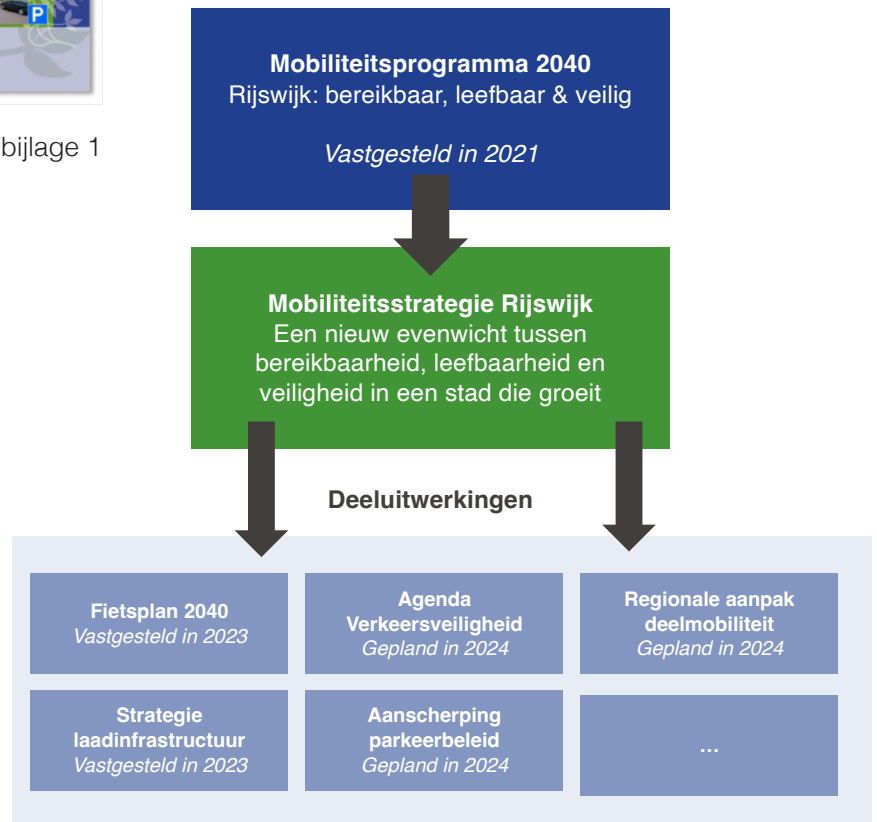 P
bijlage 1
Mobiliteitsprogramma 2040
Rijswijk: bereikbaar, leefbaar & veilig
Vastgesteld in 2021
Mobiliteitsstrategie Rijswijk
Een nieuw evenwicht tussen
bereikbaarheid, leefbaarheid en
veiligheid in een stad die groeit
Deeluitwerkingen
Fietsplan 2040
Vastgesteld in 2023
Agenda
Verkeersveiligheid
Gepland in 2024
Regionale aanpak
deelmobiliteit
Gepland in 2024
Strategie
laadinfrastructuur
Vastgesteld in 2023
Aanscherping
parkeerbeleid
Gepland in 2024
...